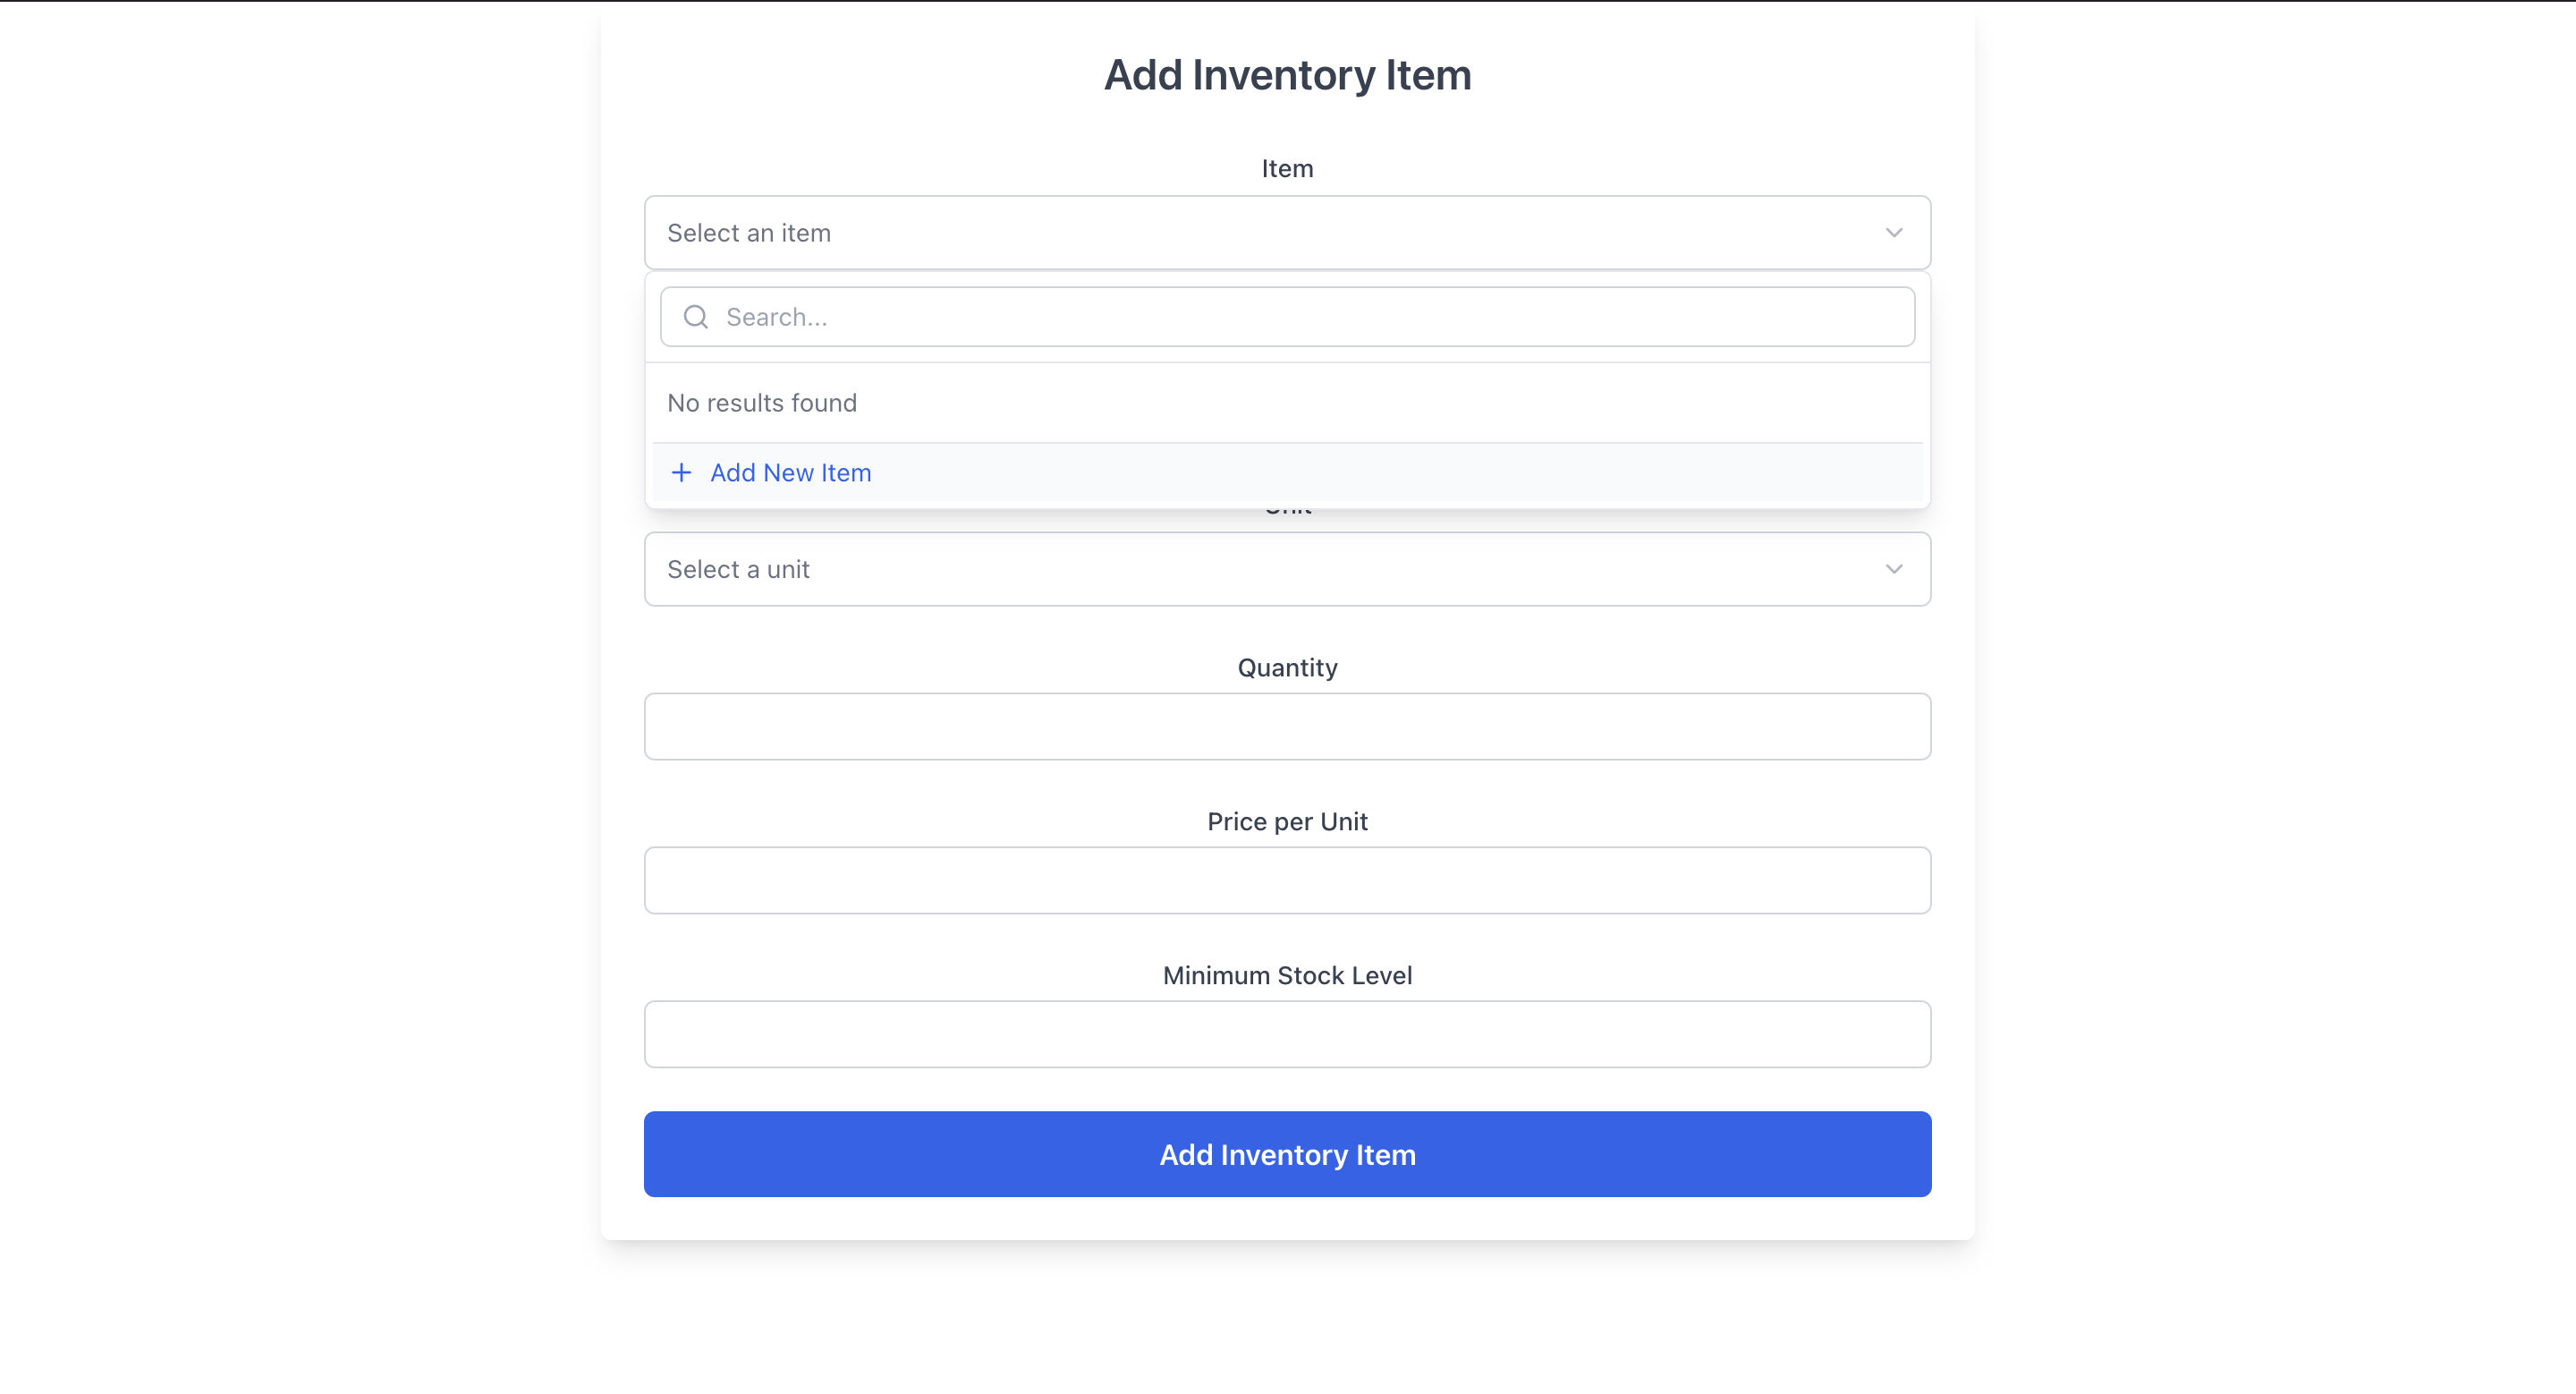 Add Inventory Item
Item
Select an item
Search...
No results found
Add New Item
Select a unit
Quantity
Price per Unit
Minimum Stock Level
Add Inventory Item